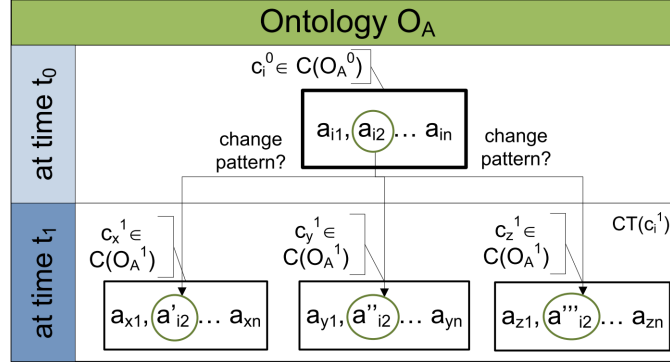 Ontology O_A
at time t_0
c_i^0 ∈ C(O_A^0)
a_i1, a_i2 … a_in
change pattern?
change pattern?
at time t_1
c_x^1 ∈ C(O_A^1)
c_y^1 ∈ C(O_A^1)
c_z^1 ∈ C(O_A^1)
CT(c_i^1)
a_x1, a'_i2 … a_xn
a_y1, a''_i2 … a_yn
a_z1, a'''_i2 … a_zn